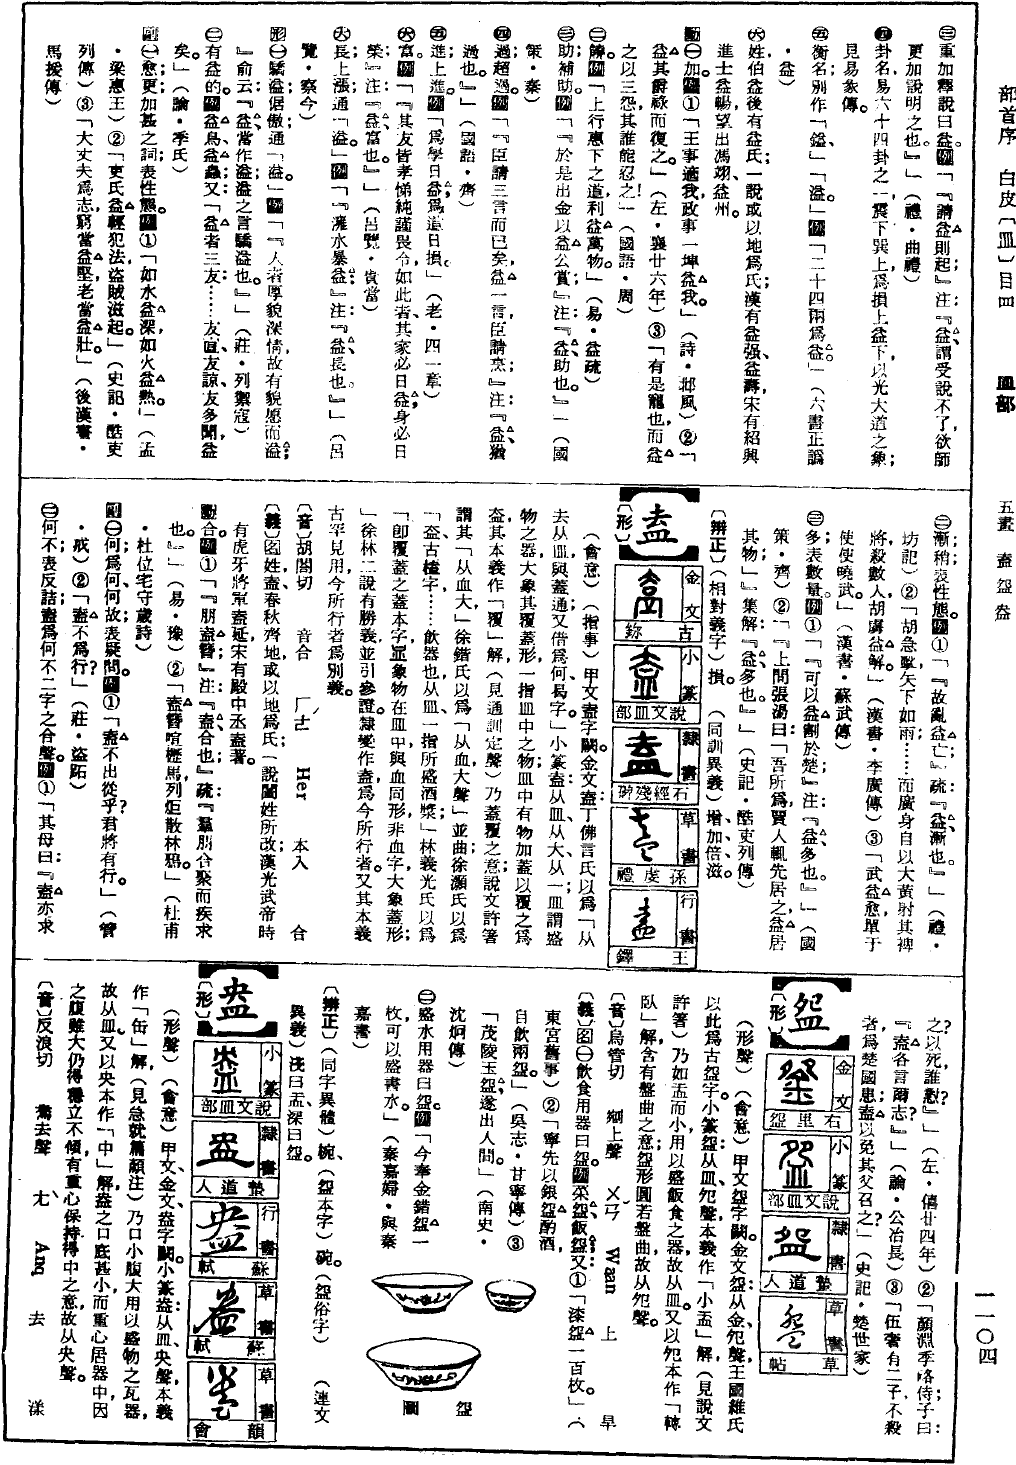 部首序　白皮〔皿〕目四　皿部　五畫　盍盌盎
一一〇四
㊂重加釋說曰益。例「『請益則起』注：『益、謂受說不了欲師
更加說明之也。』」（禮・曲禮）
㊃卦名，易六十四卦之一，震下巽上，爲損上益下以光大道之象；
見易象傳。
㊄衡名，別作「鎰」、「溢」。例「二十四兩爲益。」（六書正譌
・益）
㊅姓，伯益後有益氏；一說或以地爲氏，漢有益强、益壽，宋有紹興
進士益暢，望出馮翊、益州。
動㊀加。例①「王事適我，政事一埤益我。」（詩・邶風）②「
益其爵祿而復之。」（左・襄廿六年）③「有是寵也，而益
之以三怨，其誰能忍之！」（國語・周）
㊁饒。例「上行惠下之道，利益萬物。」（易・益疏）
㊂助；補助。例「『於是出金以益公賞』注：『益、助也。』」（國
策・秦）
㊃過；超過。例「『臣請三言而已矣，益一言，臣請烹』注：『益、猶
過也。』」（國語・齊）
㊄進；上進。例「爲學日益，爲道日損。」（老・四一章）
㊅富。例「『其友皆孝悌純謹畏令，如此者其家必日益，身必日
榮』注：『益、富也。』」（呂覽・貴當）
㊆長；上漲；通「溢」。例「『澭水暴益』注：『益、長也。』」（呂
覽・察今）
形㊀驕溢；倨傲；通「溢」。例「『人者厚貌深情，故有貌愿而益
』俞云：『益當作溢，溢之言驕溢也。』」（莊・列禦寇）
㊁有益的。例益鳥、益蟲；又「益者三友……友直、友諒、友多聞，益
矣」（論・季氏）
副㊀愈；更加；甚之詞；表性態。例①「如水益深，如火益熱」（孟
・梁惠王）②「吏民益輕犯法，盜賊滋起。」（史記・酷吏
列傳）③「大丈夫爲志，窮當益堅，老當益壯。」（後漢書・
馬援傳）
㊁漸；稍；表性態。例①「『故亂益亡』疏：『益、漸也。』」（禮・
坊記）②「胡急擊，矢下如雨……而廣身自以大黃射其裨
將，殺數人，胡虜益解。」（漢書・李廣傳）③「武益愈，單于
使使曉武。」（漢書・蘇武傳）
㊂多；表數量。例①「『可以益割於楚』注：『益、多也。』」（國
策・齊）②「『上問張湯曰：「吾所爲，賈人輒先居之，益居
其物」』集解：『益、多也。』」（史記・酷吏列傳）
〔辨正〕（相對義字）損。　（同訓異義）增、加、倍、滋。
【盍】
〔形〕
金文　古鉨
小篆　說文皿部
隸書　石經殘碑
草書　孫虔禮
行書　王鐸
（會意）（指事）甲文盍字闕。金文盍：丁佛言氏以爲「从
去从皿，與蓋通；又借爲何、曷字。」小篆盍：从皿、从大、从一；皿謂盛
物之器，大象其覆蓋形，一指皿中之物，皿中有物加蓋以覆之爲
盍，其本義作「覆」解，（見通訓定聲）乃蓋覆之意；說文許箸
謂其「从血、大」，徐鍇氏以爲「从血、大聲」，並曲；徐灝氏以爲
「盇，古榼字……飲器也；从皿，一指所盛酒漿」；林義光氏以爲
「卽覆蓋之蓋本字；象物在皿中，與血同形，非血字，大象蓋形；
」徐、林二說有勝義，並引參證。隸變作盍，爲今所行者。又其本義
古罕見用，今所行者爲別義。
〔音〕胡閤切　音合　ㄏㄜˊ　Her　本入　合
〔義〕名姓，盍，春秋齊地，或以地爲氏；一說闔姓所改，漢光武帝時
有虎牙將軍盍延，宋有殿中丞盍著。
動合。例①「『朋盍簪』注：『盍、合也』疏：『羣朋合聚而疾來
也。』」（易・豫）②「盍簪喧櫪馬，列炬散林鴉。」（杜甫
・杜位宅守歲詩）
副㊀何；爲何；何故；表疑問。例①「盍不出從乎？君將有行」（管
・戒）②「盍不爲行？」（莊・盜跖）
㊁何不；表反詰；盍爲何不二字之合聲。例①「其母曰：『盍亦求
之？以死，誰懟？』」（左・僖廿四年）②「顏淵、季路侍，子曰：
『盍各言爾志？』」（論・公冶長）③「伍奢有二子，不殺
者，爲楚國患，盍以免其父召之？」（史記・楚世家）
【盌】
〔形〕
金文　右里盌
小篆　說文皿部
隸書　蟄道人
草書　草帖
（形聲）（會意）甲文盌字闕。金文盌：从金、夗聲，王國維氏
以此爲古盌字。小篆盌：从皿、夗聲，本義作「小盂」解，（見說文
許箸）乃如盂而小，用以盛飯食之器，故从皿。又以夗本作「轉
臥」解，含有盤曲之意，盌形圓若盤曲，故从夗聲。
〔音〕烏管切　剜上聲　ㄨㄢˇ　Waan　上　旱
〔義〕名㊀飲食用器曰盌。例菜盌、飯盌；又①「漆盌一百枚。」（
東宮舊事）②「寧先以銀盌酌酒，
自飲兩盌。」（吳志・甘寧傳）③
「茂陵玉盌，遂出人間。」（南史・
沈炯傳）
㊁盛水用器曰盌。例「今奉金錯盌一
枚，可以盛書水。」（秦嘉婦・與秦
嘉書）
盌圖
〔辨正〕（同字異體）椀、（盌本字）碗。（盌俗字）　（連文
異義）淺曰盂，深曰盌。
【盎】
〔形〕
小篆　說文皿部
隸書　蟄道人
行書　蘇軾
草書　蘇軾
草書　韻會
（形聲）（會意）甲文、金文盎字闕。小篆盎：从皿、央聲，本義
作「缶」解，（見急就篇顏注）乃口小腹大用以盛物之瓦器，
故从皿。又以央本作「中」解，盎之口底甚小而重心居器中，因
之腹雖大仍得穩立不傾，有重心保持得中之意，故从央聲。
〔音〕反浪切　鴦去聲　ㄤˋ　Anq　去　漾